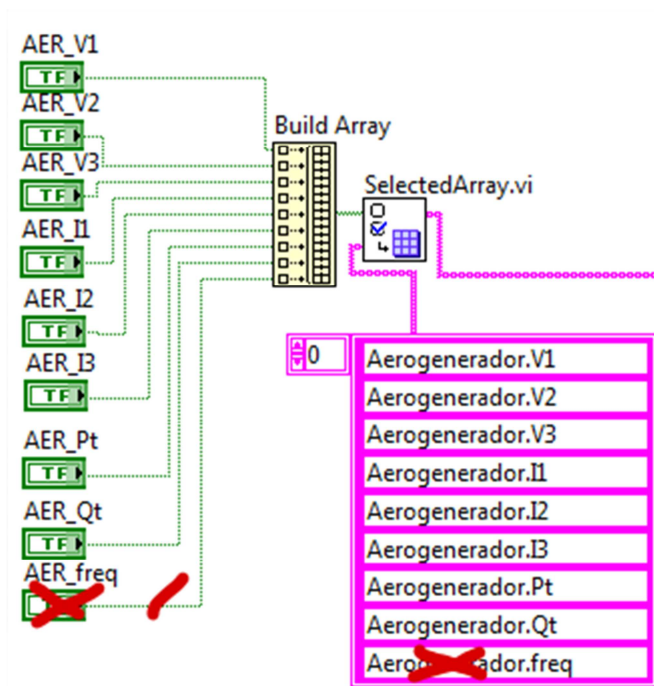 AER_V1
TF
AER_V2
TF
AER_V3
TF
AER_I1
TF
AER_I2
TF
AER_I3
TF
AER_Pt
TF
AER_Qt
TF
AER_freq
Build Array
SelectedArray.vi
0
Aerogenerador.V1
Aerogenerador.V2
Aerogenerador.V3
Aerogenerador.I1
Aerogenerador.I2
Aerogenerador.I3
Aerogenerador.Pt
Aerogenerador.Qt
Aerogenerador.freq